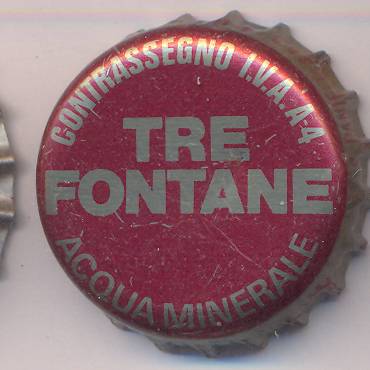 CONTRASSEGNO I.V.A. A-4
TRE
FONTANE
ACQUA MINERALE